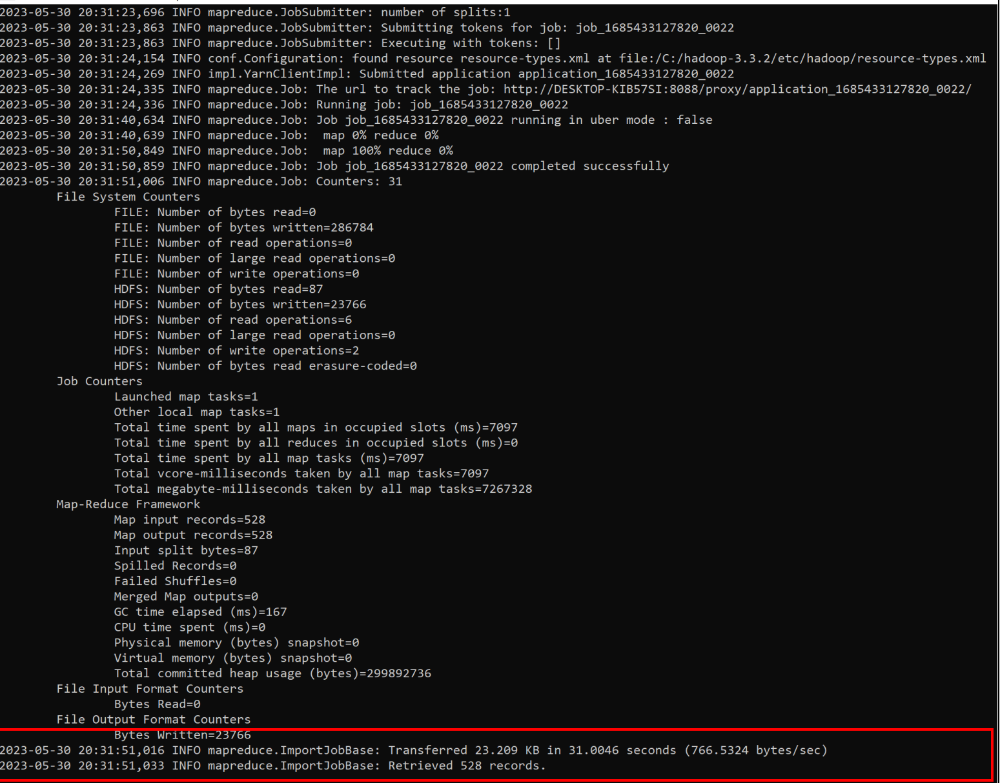 2023-05-30 20:31:23,696 INFO mapreduce.JobSubmitter: number of splits:1
2023-05-30 20:31:23,863 INFO mapreduce.JobSubmitter: Submitting tokens for job: job_1685433127820_0022
2023-05-30 20:31:23,863 INFO mapreduce.JobSubmitter: Executing with tokens: []
2023-05-30 20:31:24,154 INFO conf.Configuration: found resource resource-types.xml at file:/C:/hadoop-3.3.2/etc/hadoop/resource-types.xml
2023-05-30 20:31:24,269 INFO impl.YarnClientImpl: Submitted application application_1685433127820_0022
2023-05-30 20:31:24,335 INFO mapreduce.Job: The url to track the job: http://DESKTOP-KIB57SI:8088/proxy/application_1685433127820_0022/
2023-05-30 20:31:24,336 INFO mapreduce.Job: Running job: job_1685433127820_0022
2023-05-30 20:31:40,634 INFO mapreduce.Job: Job job_1685433127820_0022 running in uber mode : false
2023-05-30 20:31:40,639 INFO mapreduce.Job:  map 0% reduce 0%
2023-05-30 20:31:50,849 INFO mapreduce.Job:  map 100% reduce 0%
2023-05-30 20:31:50,859 INFO mapreduce.Job: Job job_1685433127820_0022 completed successfully
2023-05-30 20:31:51,006 INFO mapreduce.Job: Counters: 31
File System Counters
FILE: Number of bytes read=0
FILE: Number of bytes written=286784
FILE: Number of read operations=0
FILE: Number of large read operations=0
FILE: Number of write operations=0
HDFS: Number of bytes read=87
HDFS: Number of bytes written=23766
HDFS: Number of read operations=6
HDFS: Number of large read operations=0
HDFS: Number of write operations=2
HDFS: Number of bytes read erasure-coded=0
Job Counters
Launched map tasks=1
Other local map tasks=1
Total time spent by all maps in occupied slots (ms)=7097
Total time spent by all reduces in occupied slots (ms)=0
Total time spent by all map tasks (ms)=7097
Total vcore-milliseconds taken by all map tasks=7097
Total megabyte-milliseconds taken by all map tasks=7267328
Map-Reduce Framework
Map input records=528
Map output records=528
Input split bytes=87
Spilled Records=0
Failed Shuffles=0
Merged Map outputs=0
GC time elapsed (ms)=167
CPU time spent (ms)=0
Physical memory (bytes) snapshot=0
Virtual memory (bytes) snapshot=0
Total committed heap usage (bytes)=299892736
File Input Format Counters
Bytes Read=0
File Output Format Counters
Bytes Written=23766
2023-05-30 20:31:51,016 INFO mapreduce.ImportJobBase: Transferred 23.209 KB in 31.0046 seconds (766.5324 bytes/sec)
2023-05-30 20:31:51,033 INFO mapreduce.ImportJobBase: Retrieved 528 records.